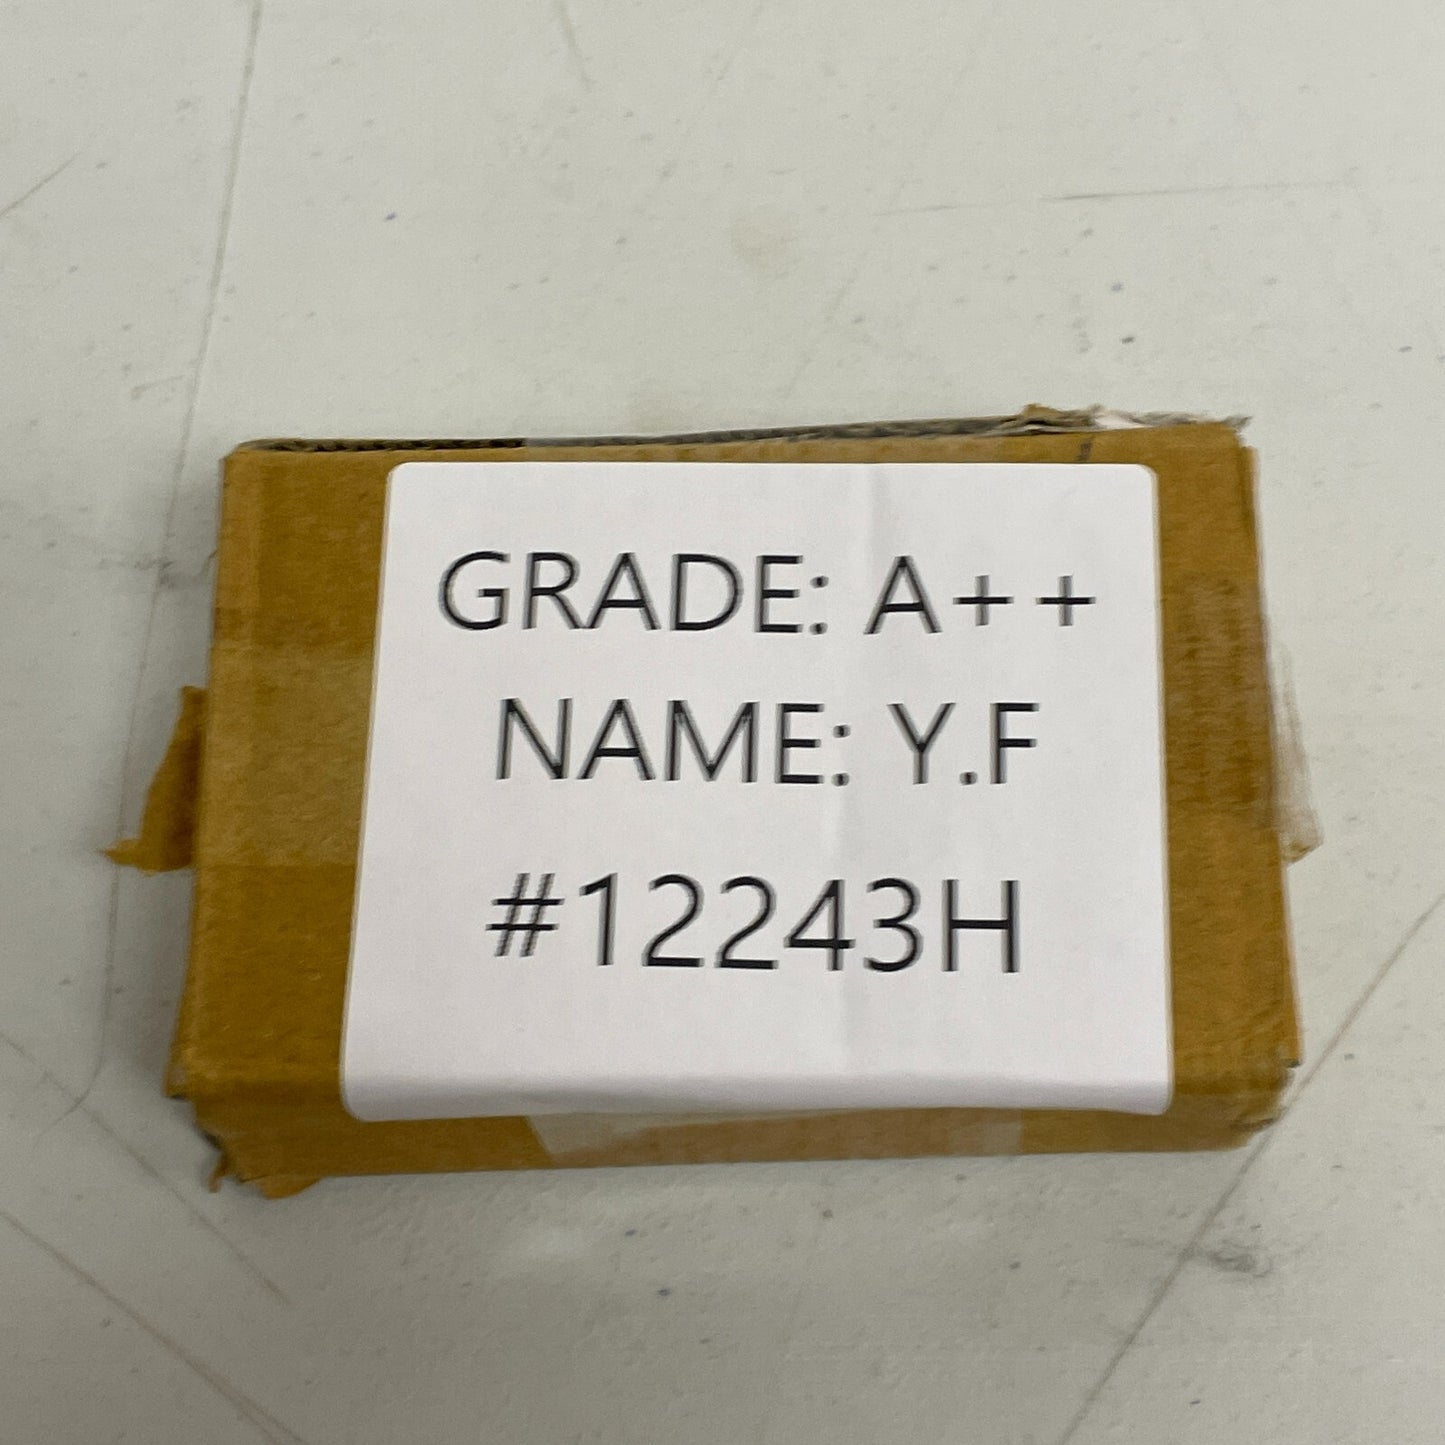 GRADE: A++
NAME: Y.F
#12243H